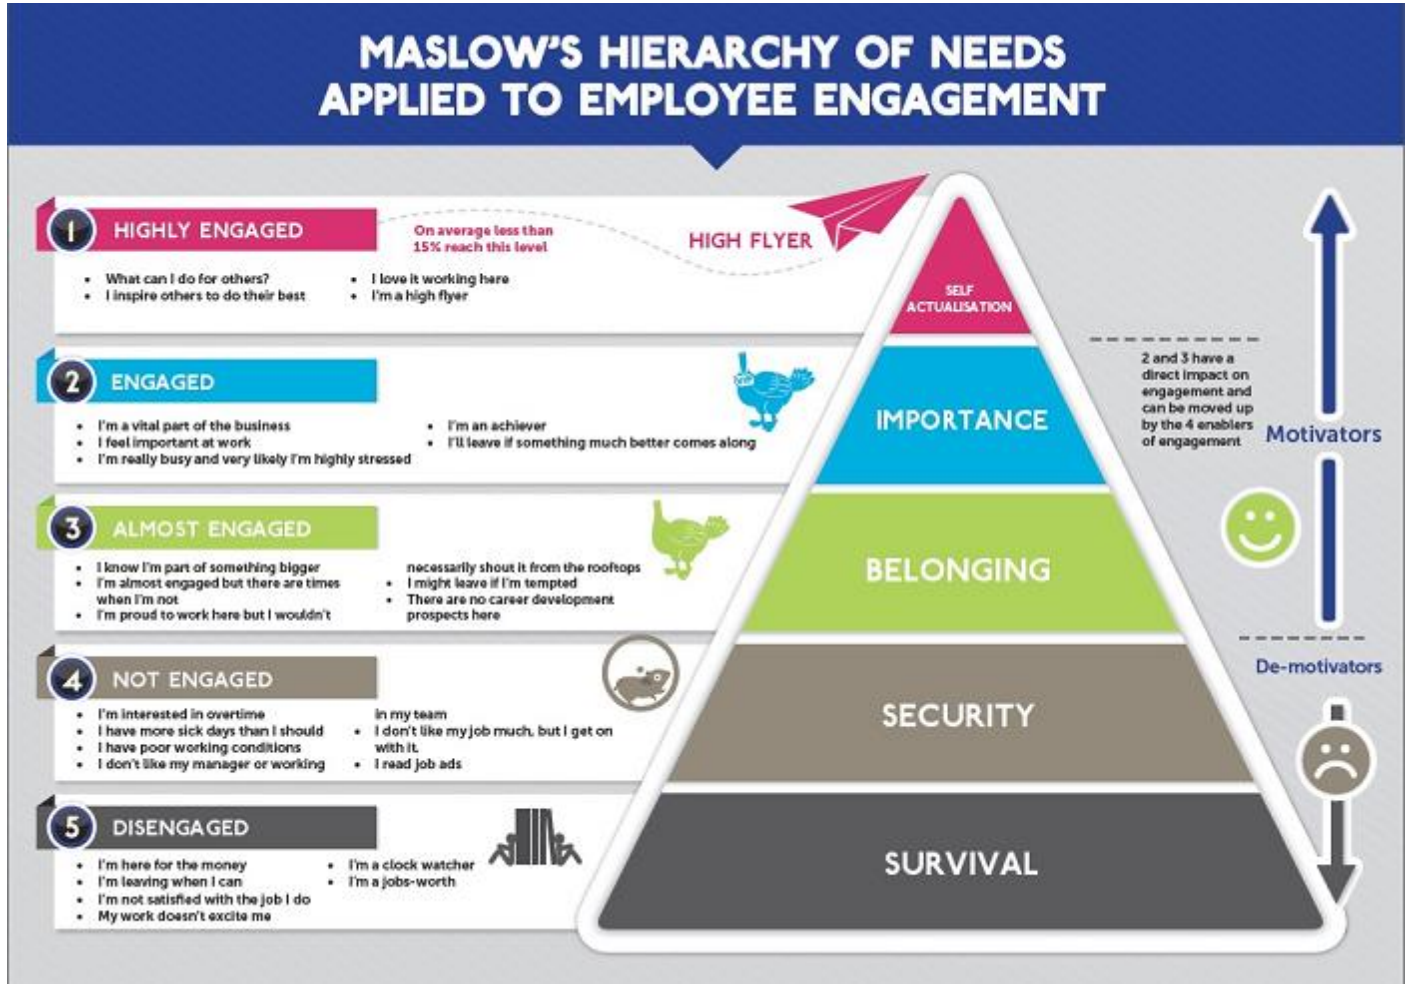 MASLOW'S HIERARCHY OF NEEDS
APPLIED TO EMPLOYEE ENGAGEMENT
1 HIGHLY ENGAGED
On average less than
15% reach this level
HIGH FLYER
• What can I do for others?
• I inspire others to do their best
• I love it working here
• I'm a high flyer
SELF
ACTUALISATION
2 ENGAGED
• I'm a vital part of the business
• I feel important at work
• I'm really busy and very likely I'm highly stressed
• I'm an achiever
• I'll leave if something much better comes along
IMPORTANCE
2 and 3 have a
direct impact on
engagement and
can be moved up
by the 4 enablers
of engagement
Motivators
3 ALMOST ENGAGED
• I know I'm part of something bigger
• I'm almost engaged but there are times
when I'm not
• I'm proud to work here but I wouldn't
necessarily shout it from the rooftops
• I might leave if I'm tempted
• There are no career development
prospects here
BELONGING
De-motivators
4 NOT ENGAGED
• I'm interested in overtime
• I have more sick days than I should
• I have poor working conditions
• I don't like my manager or working
in my team
• I don't like my job much, but I get on
with it.
• I read job ads
SECURITY
5 DISENGAGED
• I'm here for the money
• I'm leaving when I can
• I'm not satisfied with the job I do
• My work doesn't excite me
• I'm a clock watcher
• I'm a jobs-worth
SURVIVAL